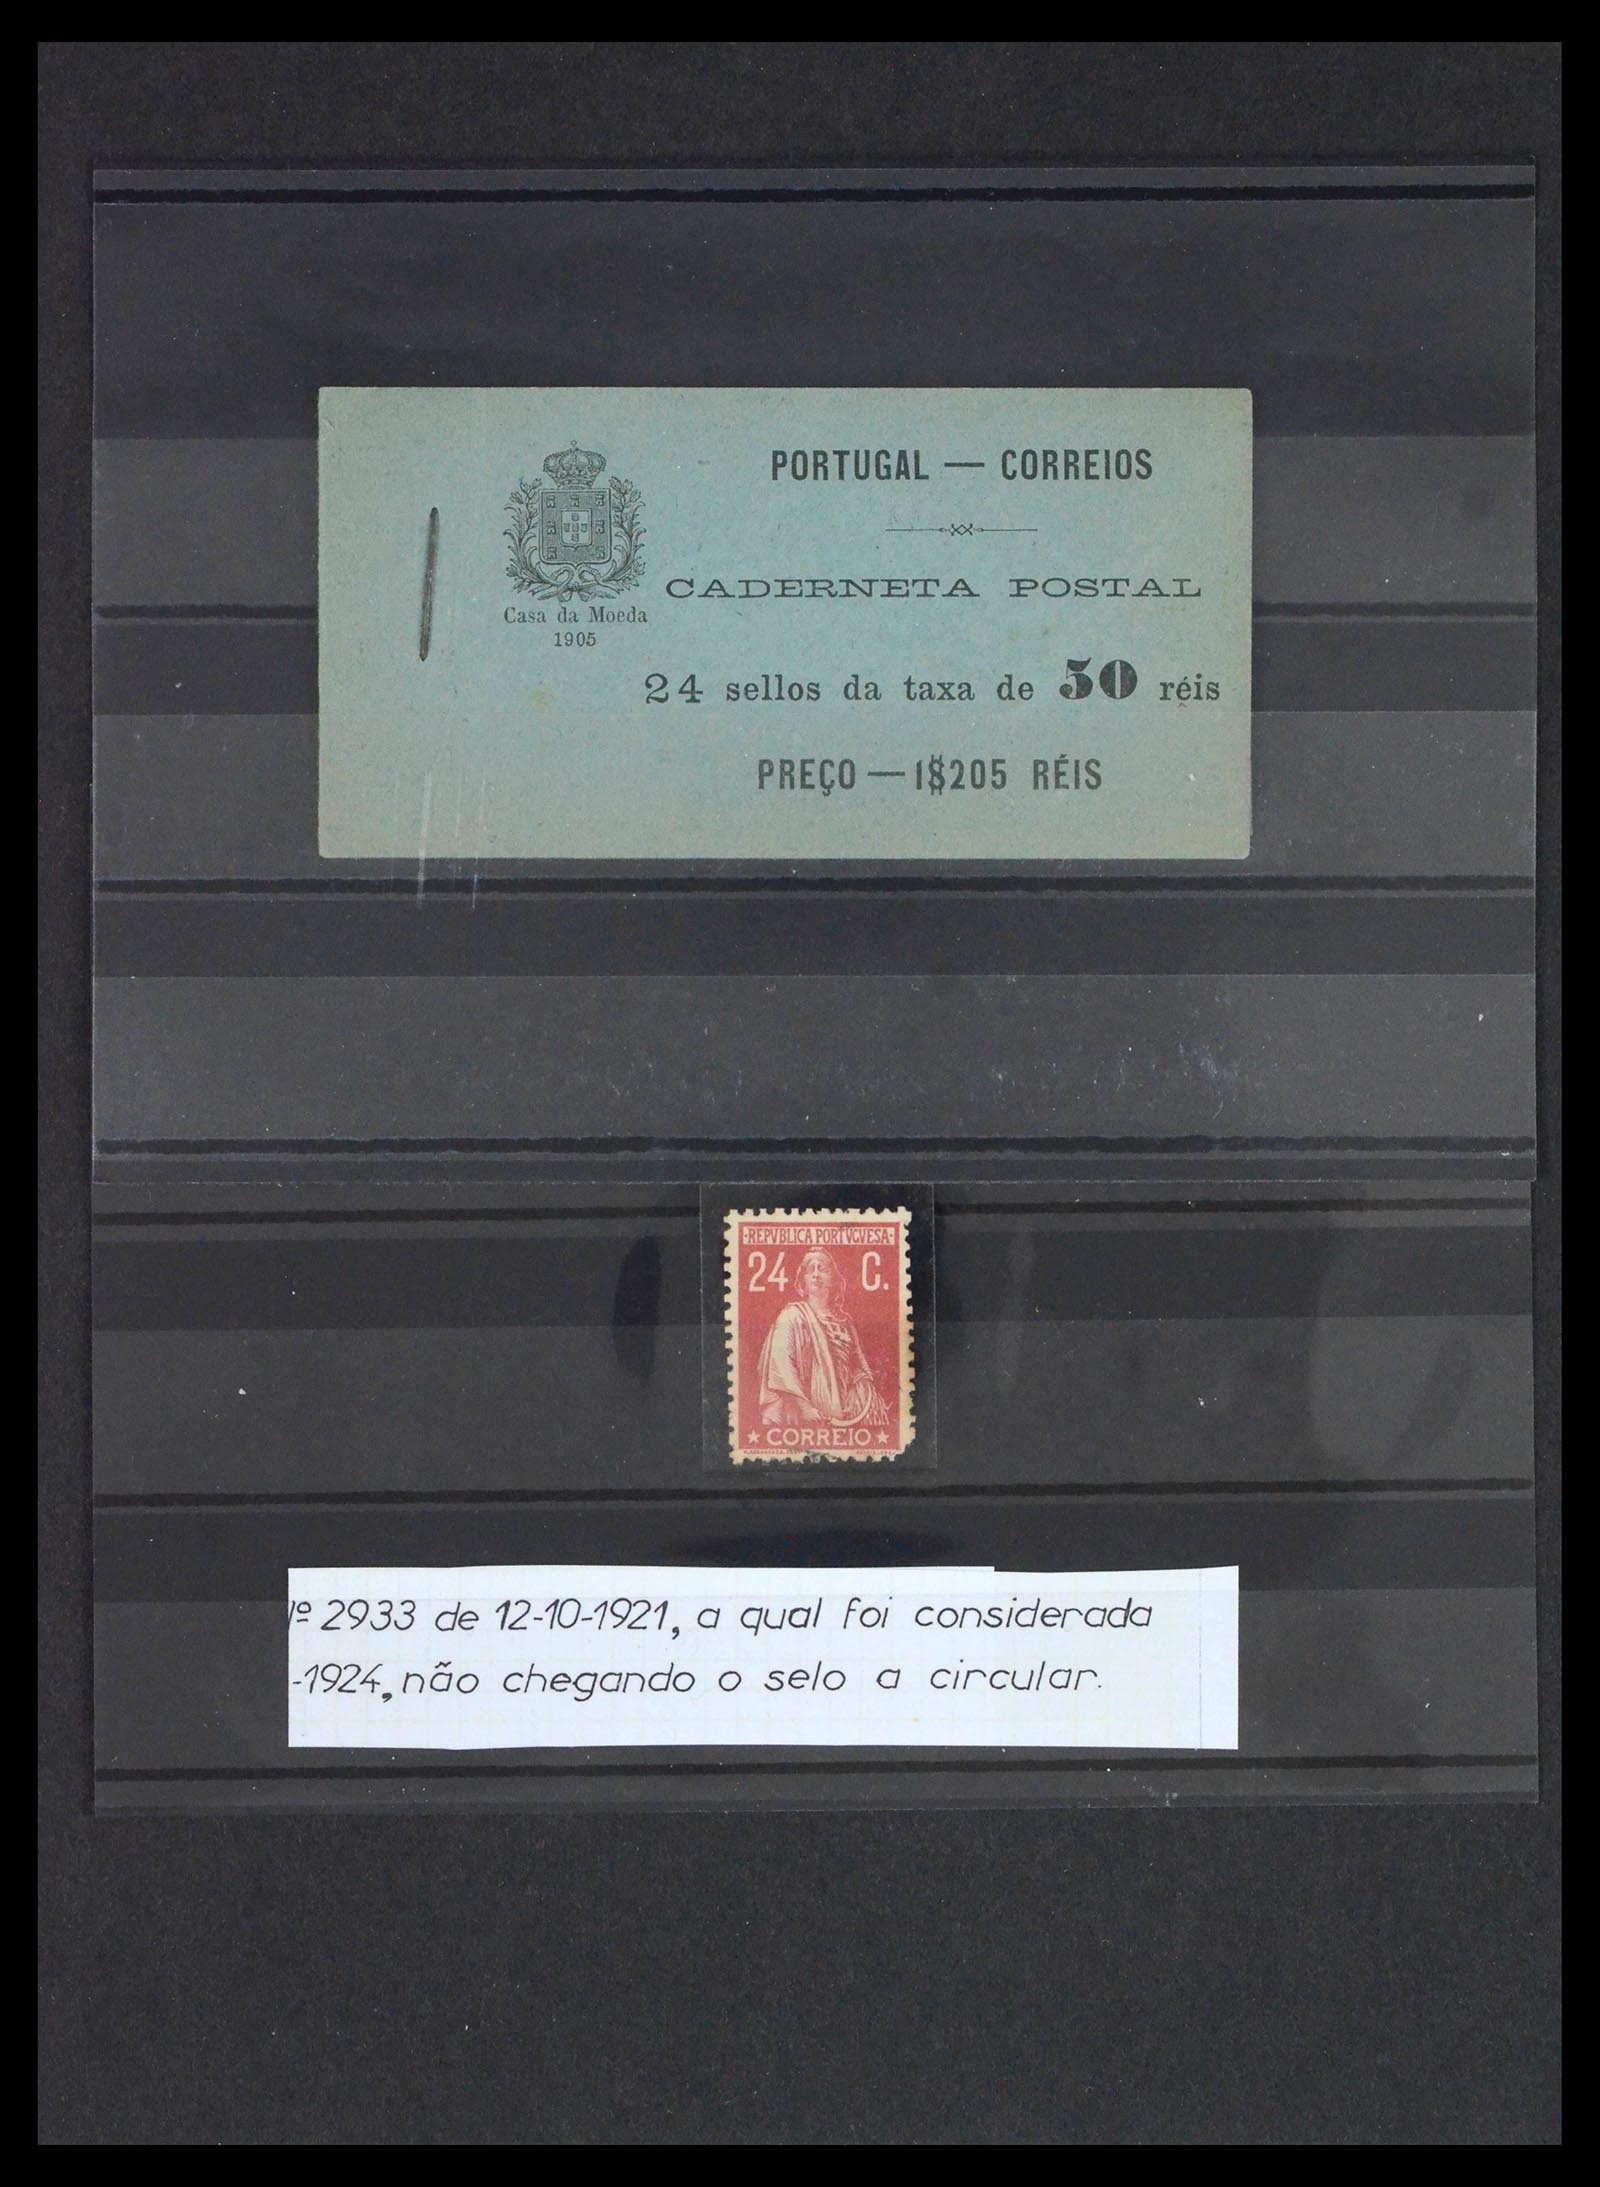 PORTUGAL — CORREIOS
CADERNETA POSTAL
Casa da Moeda
1905
24 sellos da taxa de 50 réis
PREÇO — 1$205 RÉIS
·REPVBLICA PORTVGVESA·
24 C.
★ CORREIO ★
º 2933 de 12-10-1921, a qual foi considerada
-1924, não chegando o selo a circular.